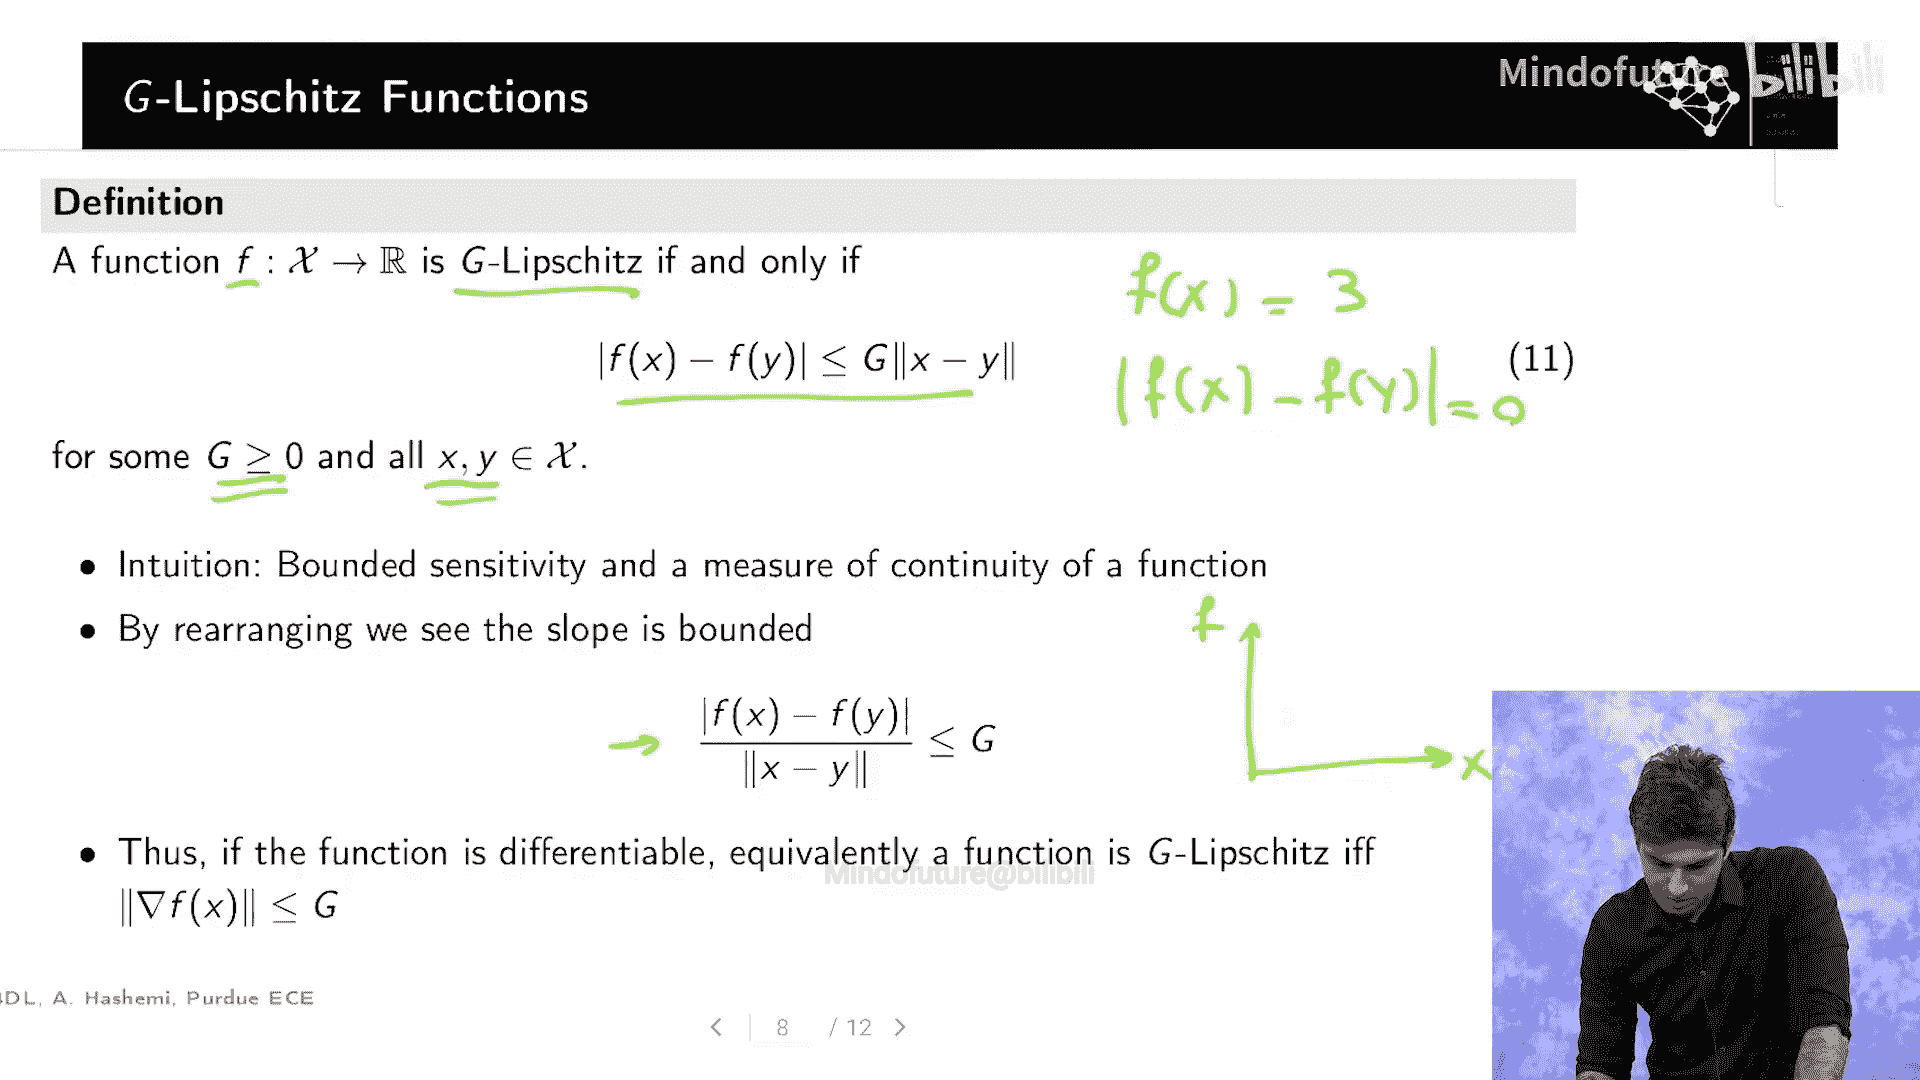 G-Lipschitz Functions
Mindofuture
bilibili
Definition
A function f : 𝒳 → ℝ is G-Lipschitz if and only if
f(x) = 3
|f(x) − f(y)| ≤ G‖x − y‖
(11)
|f(x) − f(y)| = 0
for some G ≥ 0 and all x, y ∈ 𝒳.
• Intuition: Bounded sensitivity and a measure of continuity of a function
• By rearranging we see the slope is bounded
f
|f(x) − f(y)|
‖x − y‖
≤ G
x
• Thus, if the function is differentiable, equivalently a function is G-Lipschitz iff
‖∇f(x)‖ ≤ G
Mindofuture@bilibili
DL, A. Hashemi, Purdue ECE
8 / 12